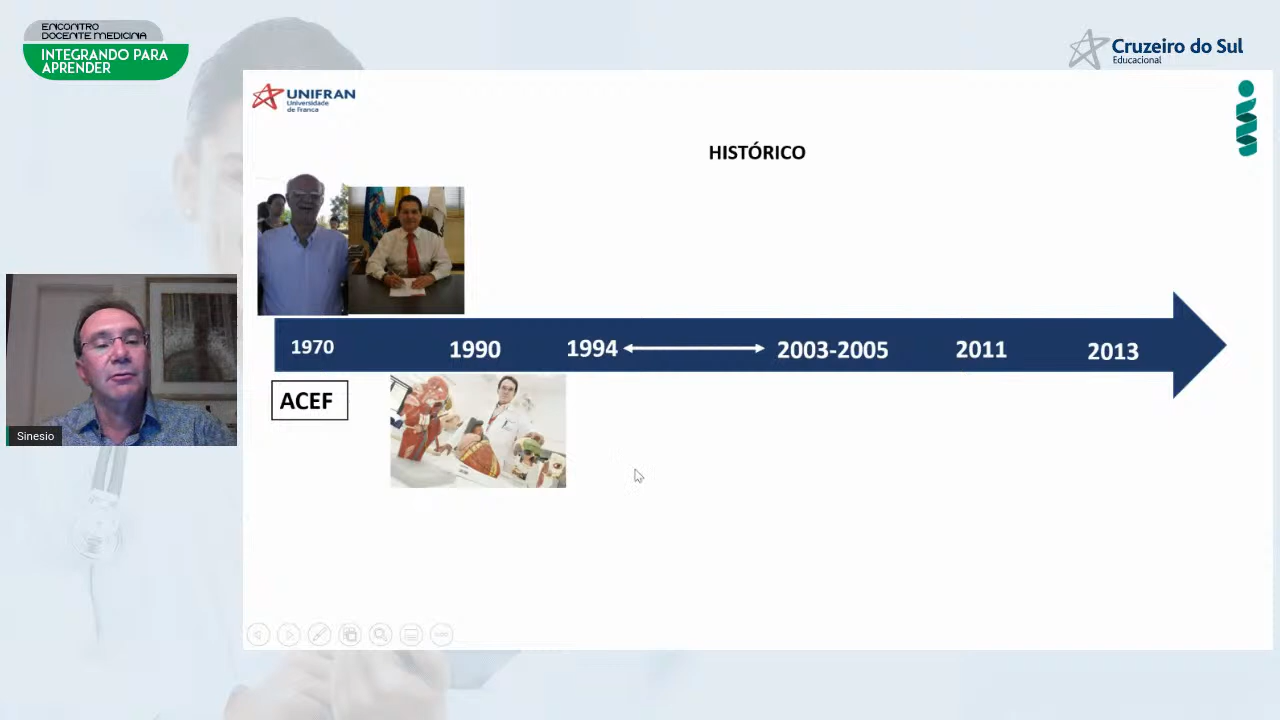 ENCONTRO
DOCENTE MEDICINA
INTEGRANDO PARA
APRENDER
Cruzeiro do Sul
Educacional
UNIFRAN
Universidade
de Franca
HISTÓRICO
1970
1990
1994
2003-2005
2011
2013
ACEF
Sinesio